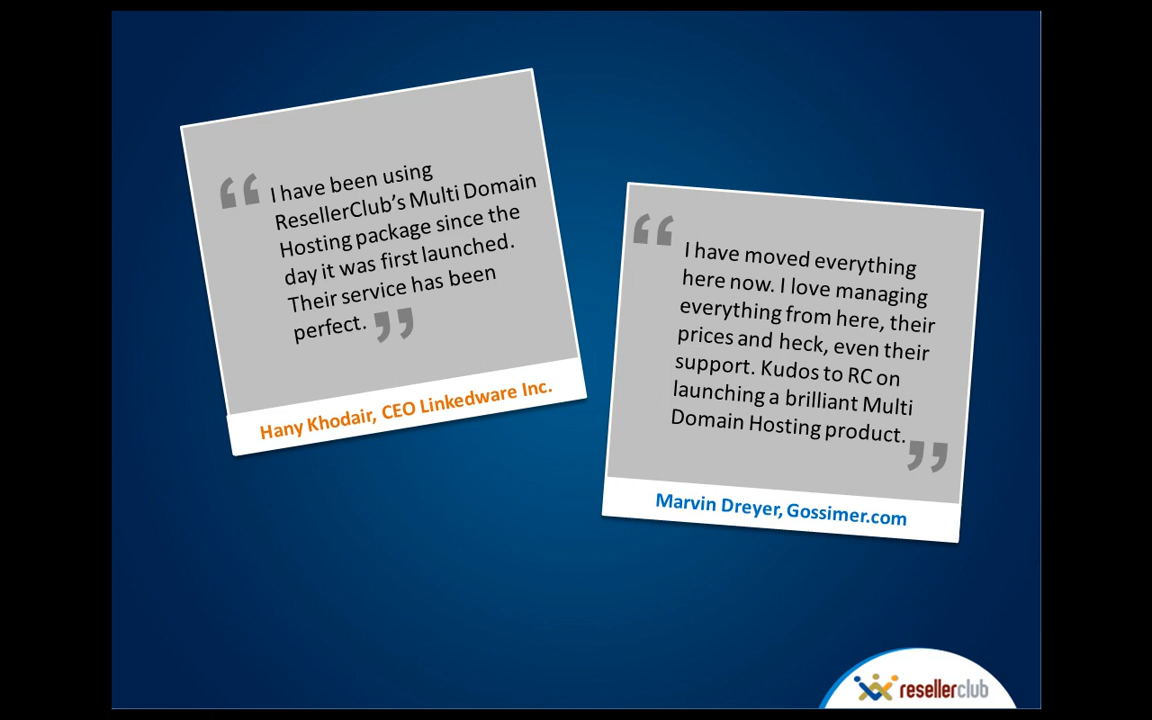 “ I have been using
ResellerClub’s Multi Domain
Hosting package since the
day it was first launched.
Their service has been
perfect. ”
Hany Khodair, CEO Linkedware Inc.
“ I have moved everything
here now. I love managing
everything from here, their
prices and heck, even their
support. Kudos to RC on
launching a brilliant Multi
Domain Hosting product. ”
Marvin Dreyer, Gossimer.com
resellerclub